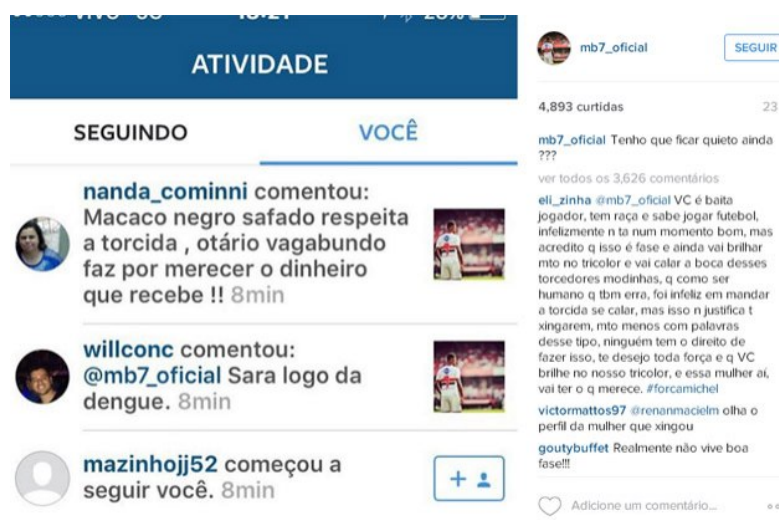 ATIVIDADE
SEGUINDO
VOCÊ
nanda_cominni comentou:
Macaco negro safado respeita
a torcida , otário vagabundo
faz por merecer o dinheiro
que recebe !! 8min
willconc comentou:
@mb7_oficial Sara logo da
dengue. 8min
mazinhojj52 começou a
seguir você. 8min
mb7_oficial
SEGUIR
4,893 curtidas
23
mb7_oficial Tenho que ficar quieto ainda
???
ver todos os 3,626 comentários
eli_zinha @mb7_oficial VC é baita
jogador, tem raça e sabe jogar futebol,
infelizmente n ta num momento bom, mas
acredito q isso é fase e ainda vai brilhar
mto no tricolor e vai calar a boca desses
torcedores modinhas, q como ser
humano q tbm erra, foi infeliz em mandar
a torcida se calar, mas isso n justifica t
xingarem, mto menos com palavras
desse tipo, ninguém tem o direito de
fazer isso, te desejo toda força e q VC
brilhe no nosso tricolor, e essa mulher aí,
vai ter o q merece. #forcamichel
victormattos97 @renanmacielm olha o
perfil da mulher que xingou
goutybuffet Realmente não vive boa
fase!!!
Adicione um comentário...